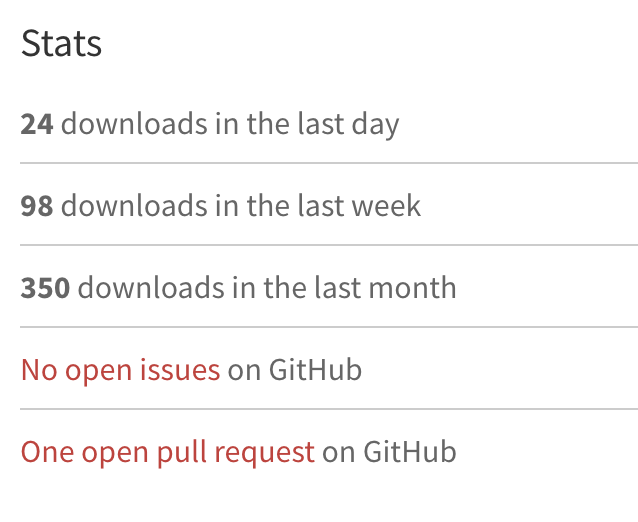 Stats
24 downloads in the last day
98 downloads in the last week
350 downloads in the last month
No open issues on GitHub
One open pull request on GitHub